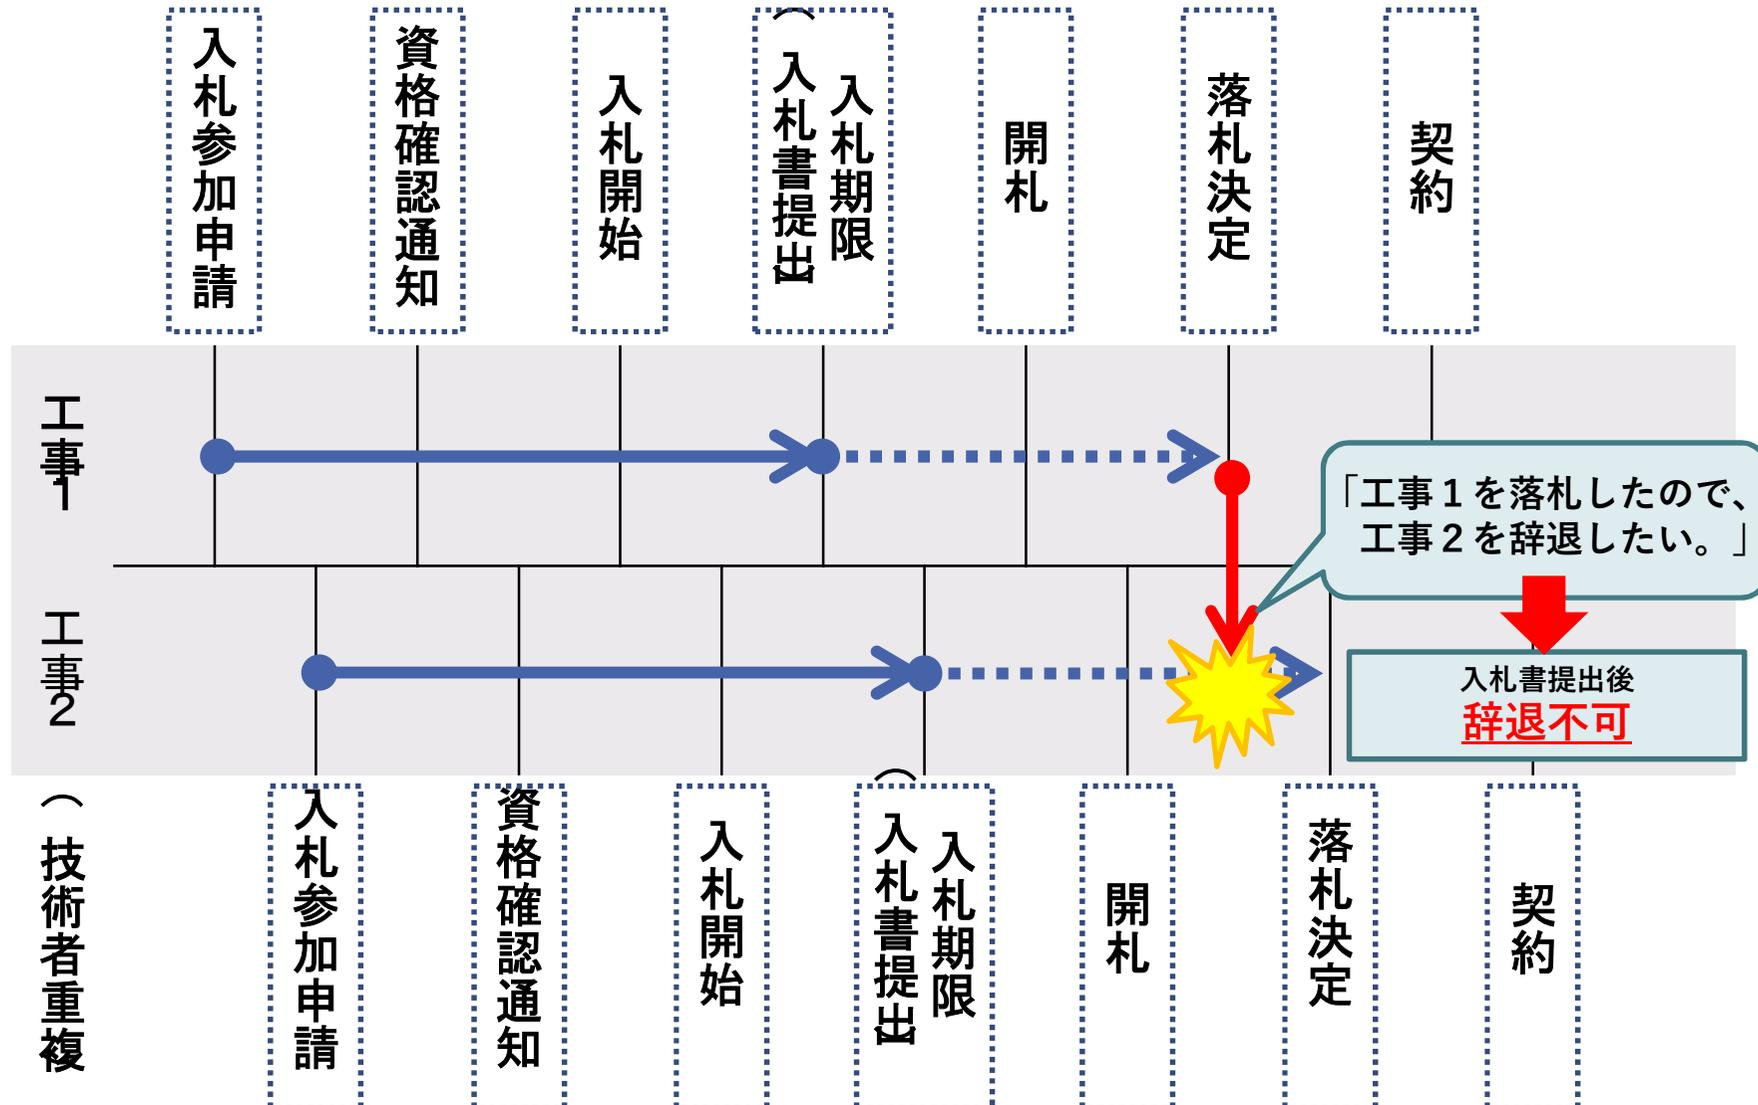 入札参加申請
資格確認通知
入札開始
入札期限
（入札書提出）
開札
落札決定
契約
工事1
「工事1を落札したので、
工事2を辞退したい。」
工事2
入札書提出後
辞退不可
（技術者重複
入札参加申請
資格確認通知
入札開始
入札期限
（入札書提出）
開札
落札決定
契約